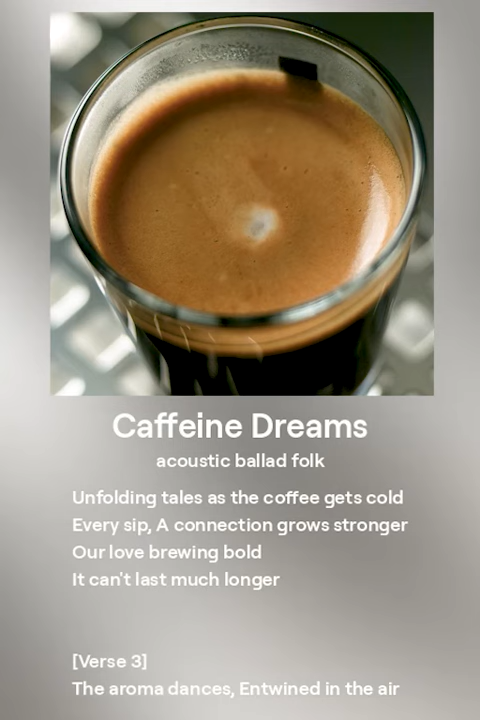 Caffeine Dreams
acoustic ballad folk
Unfolding tales as the coffee gets cold
Every sip, A connection grows stronger
Our love brewing bold
It can't last much longer
[Verse 3]
The aroma dances, Entwined in the air